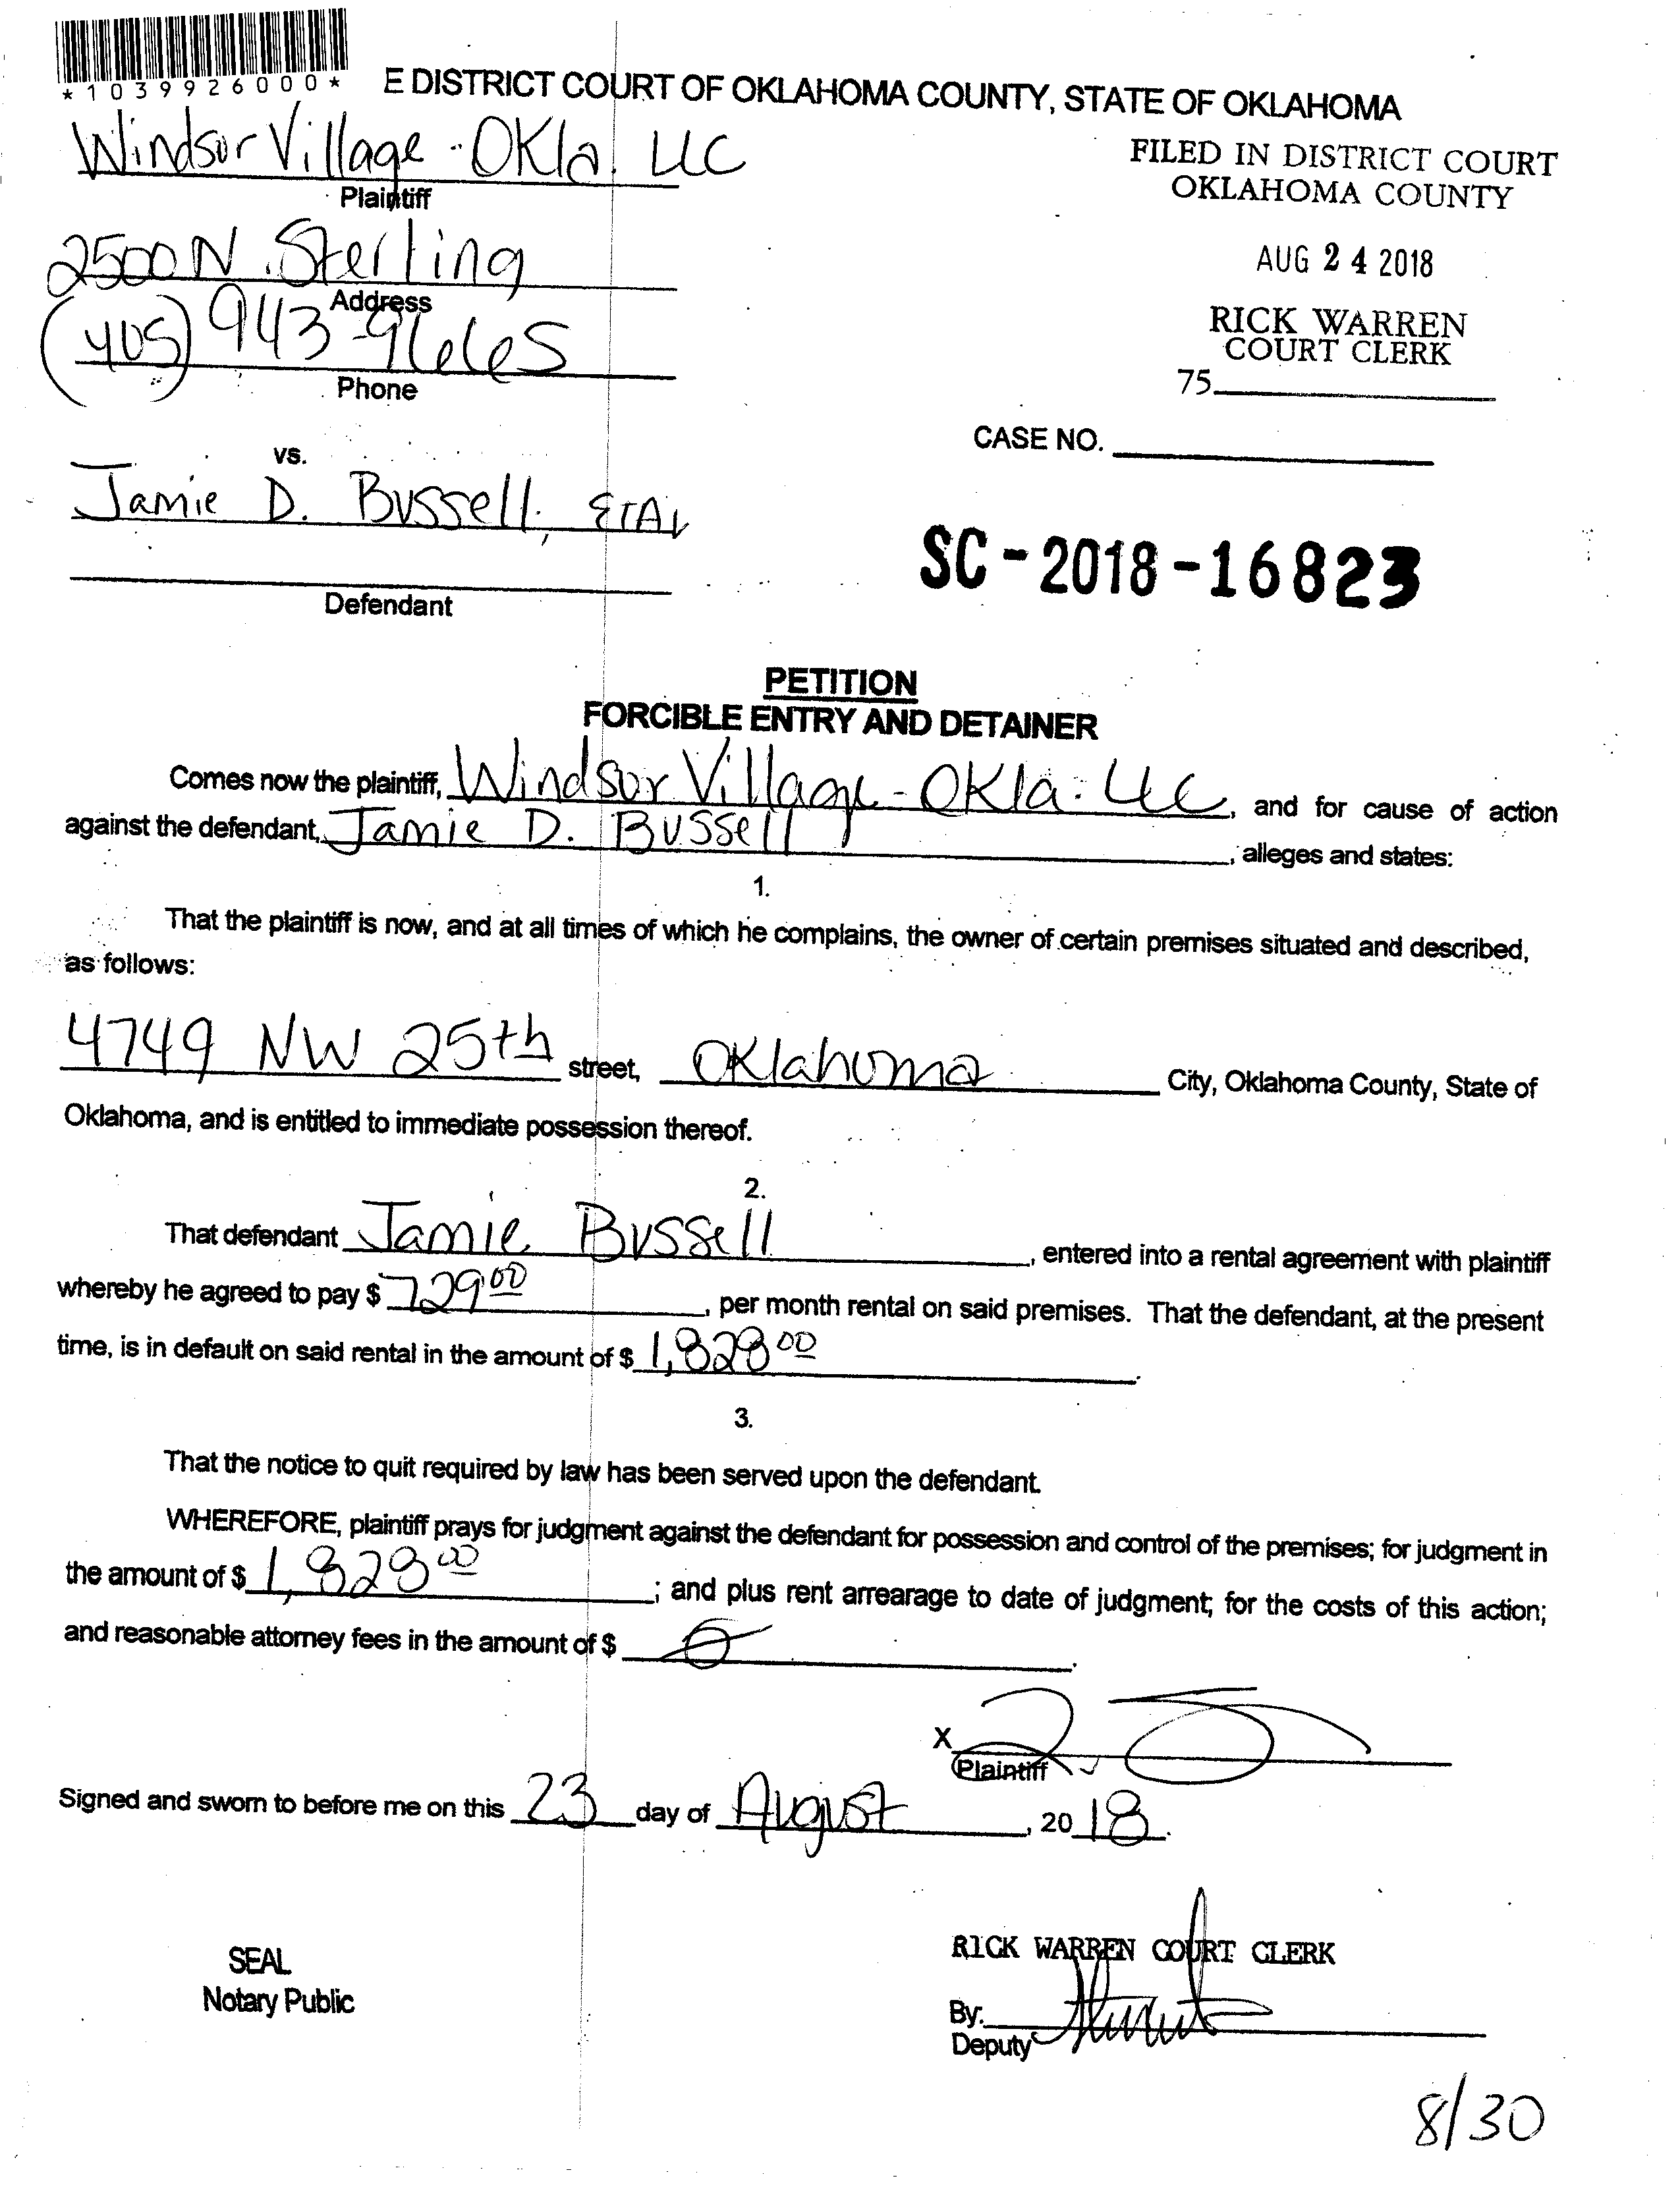 *1039926000*
E DISTRICT COURT OF OKLAHOMA COUNTY, STATE OF OKLAHOMA
Windsor Village - Okla. LLC
Plaintiff
FILED IN DISTRICT COURT
OKLAHOMA COUNTY
2500 N. Sterling
Address
AUG 24 2018
(405) 943-9665
Phone
RICK WARREN
COURT CLERK
75
CASE NO.
vs.
Jamie D. Bussell, ETAL
SC-2018-16823
Defendant
PETITION
FORCIBLE ENTRY AND DETAINER
Comes now the plaintiff, Windsor Village - Okla. LLC, and for cause of action
against the defendant, Jamie D. Bussell, alleges and states:
1.
That the plaintiff is now, and at all times of which he complains, the owner of certain premises situated and described,
as follows:
4749 NW 25th street, Oklahoma City, Oklahoma County, State of
Oklahoma, and is entitled to immediate possession thereof.
2.
That defendant Jamie Bussell, entered into a rental agreement with plaintiff
whereby he agreed to pay $ 729 00, per month rental on said premises. That the defendant, at the present
time, is in default on said rental in the amount of $ 1,828 00.
3.
That the notice to quit required by law has been served upon the defendant.
WHEREFORE, plaintiff prays for judgment against the defendant for possession and control of the premises; for judgment in
the amount of $ 1,828 00; and plus rent arrearage to date of judgment; for the costs of this action;
and reasonable attorney fees in the amount of $ 0.
X
Plaintiff
Signed and sworn to before me on this 23 day of August, 2018.
RICK WARREN COURT CLERK
SEAL
Notary Public
By:
Deputy
8/30